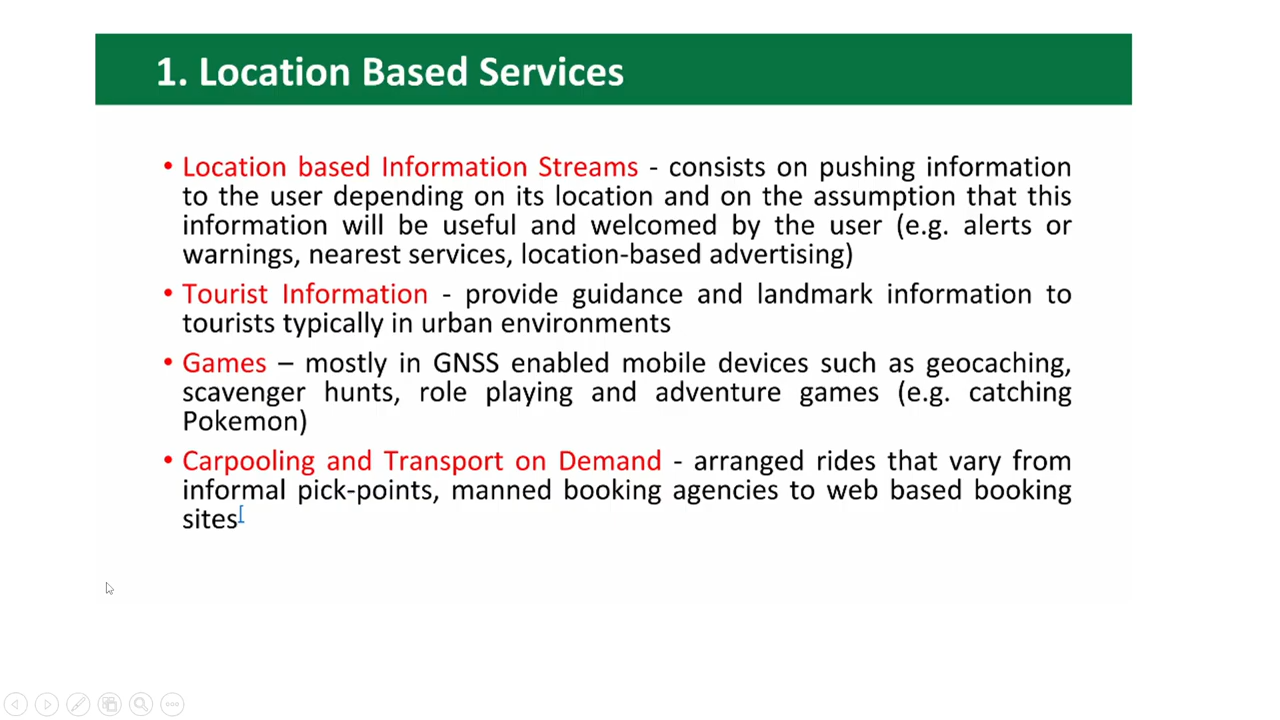 1. Location Based Services
• Location based Information Streams - consists on pushing information
to the user depending on its location and on the assumption that this
information will be useful and welcomed by the user (e.g. alerts or
warnings, nearest services, location-based advertising)
• Tourist Information - provide guidance and landmark information to
tourists typically in urban environments
• Games – mostly in GNSS enabled mobile devices such as geocaching,
scavenger hunts, role playing and adventure games (e.g. catching
Pokemon)
• Carpooling and Transport on Demand - arranged rides that vary from
informal pick-points, manned booking agencies to web based booking
sites[